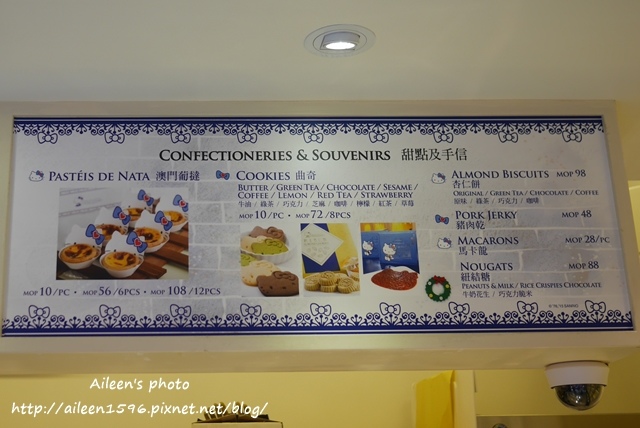 CONFECTIONERIES & SOUVENIRS 甜點及手信
PASTÉIS DE NATA 澳門葡撻
MOP 10/PC • MOP 56/6PCS • MOP 108/12PCS
COOKIES 曲奇
BUTTER / GREEN TEA / CHOCOLATE / SESAME /
COFFEE / LEMON / RED TEA / STRAWBERRY
牛油 / 綠茶 / 巧克力 / 芝麻 / 咖啡 / 檸檬 / 紅茶 / 草莓
MOP 10/PC • MOP 72/8PCS
ALMOND BISCUITS MOP 98
杏仁餅
ORIGINAL / GREEN TEA / CHOCOLATE / COFFEE
原味 / 綠茶 / 巧克力 / 咖啡
PORK JERKY MOP 48
豬肉乾
MACARONS MOP 28/PC
馬卡龍
NOUGATS MOP 88
紐結糖
PEANUTS & MILK / RICE CRISPIES CHOCOLATE
牛奶花生 / 巧克力脆米
Aileen's photo
http://aileen1596.pixnet.net/blog/